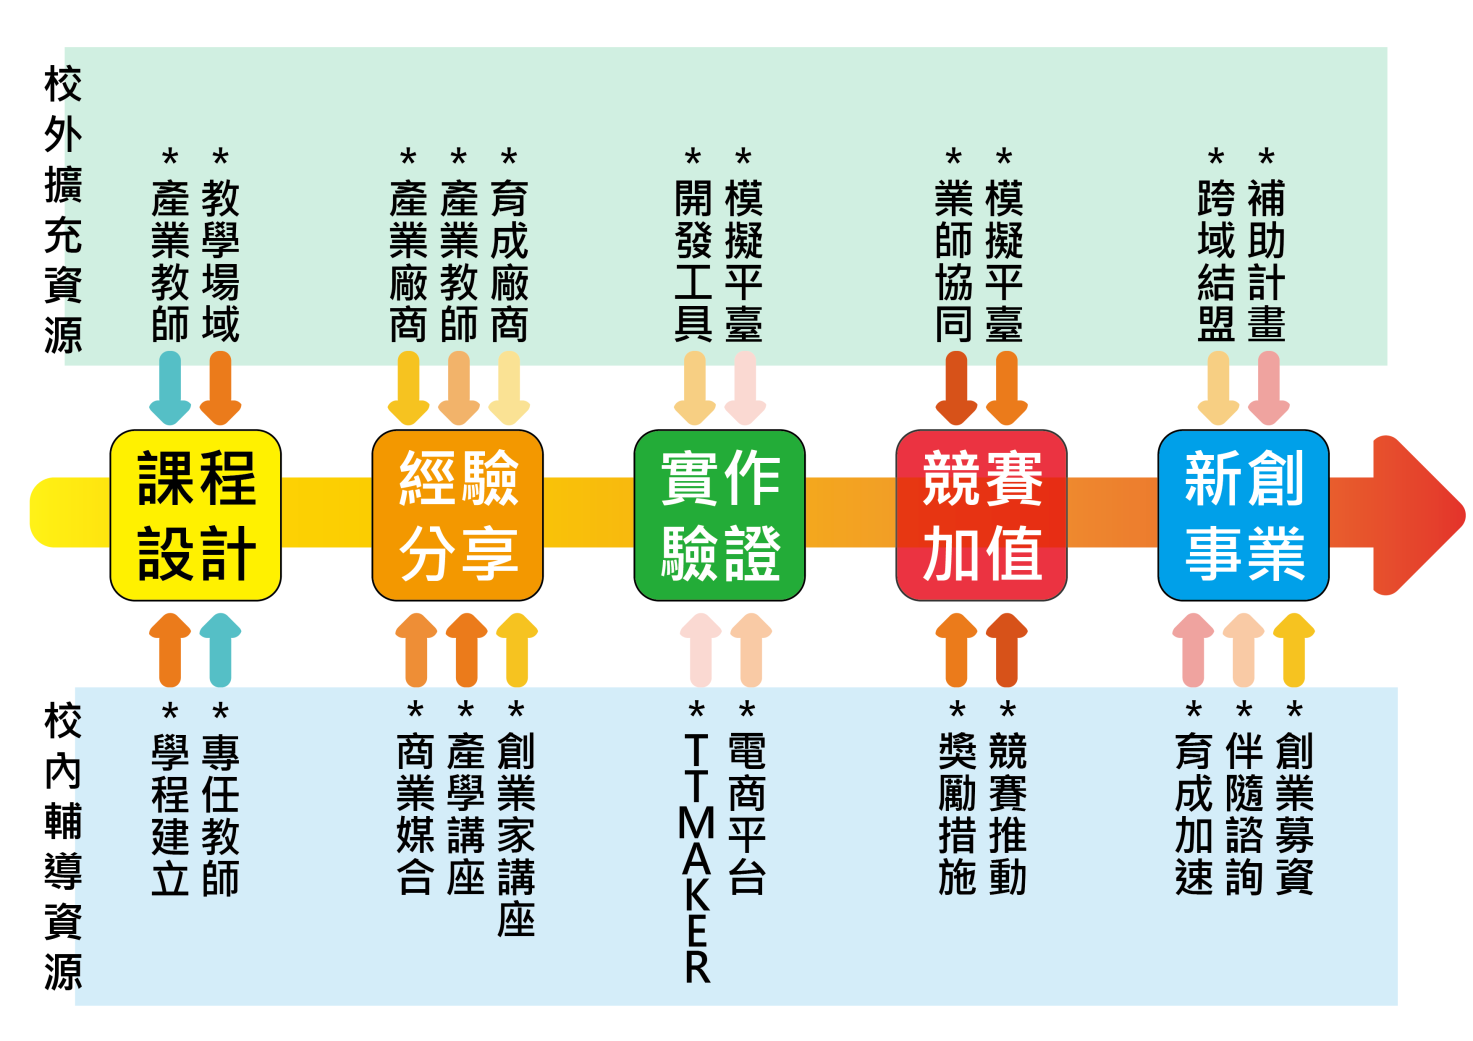 校外擴充資源
*產業教師
*教學場域
*產業廠商
*產業教師
*育成廠商
*開發工具
*模擬平臺
*業師協同
*模擬平臺
*跨域結盟
*補助計畫
課程
設計
經驗
分享
實作
驗證
競賽
加值
新創
事業
校內輔導資源
*學程建立
*專任教師
*商業媒合
*產學講座
*創業家講座
*TTMAKER
*電商平台
*獎勵措施
*競賽推動
*育成加速
*伴隨諮詢
*創業募資